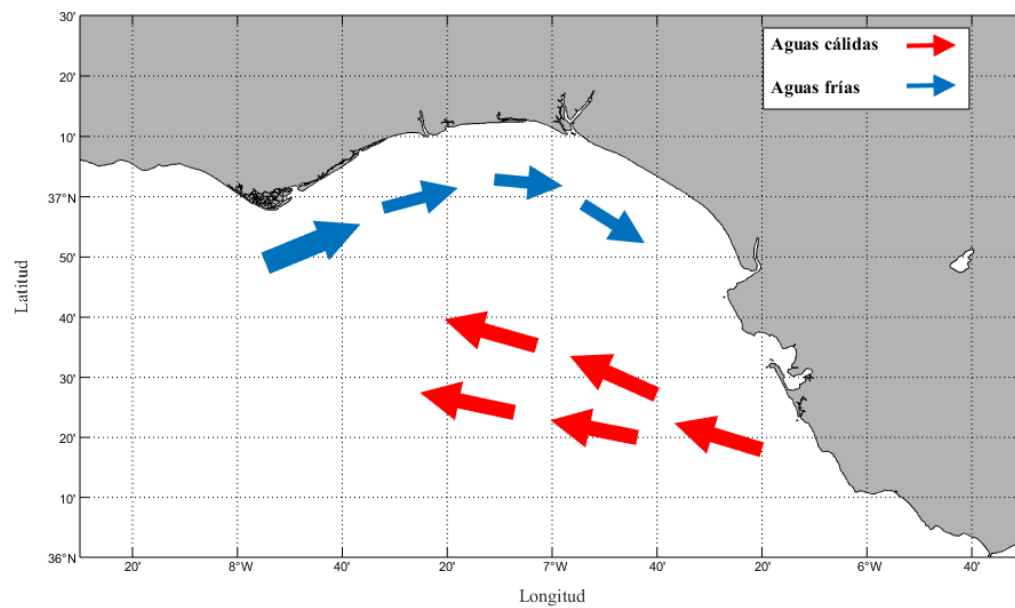 Aguas cálidas
Aguas frías
30'
20'
10'
37°N
50'
40'
30'
20'
10'
36°N
Latitud
20' 8°W 40' 20' 7°W 40' 20' 6°W 40'
Longitud